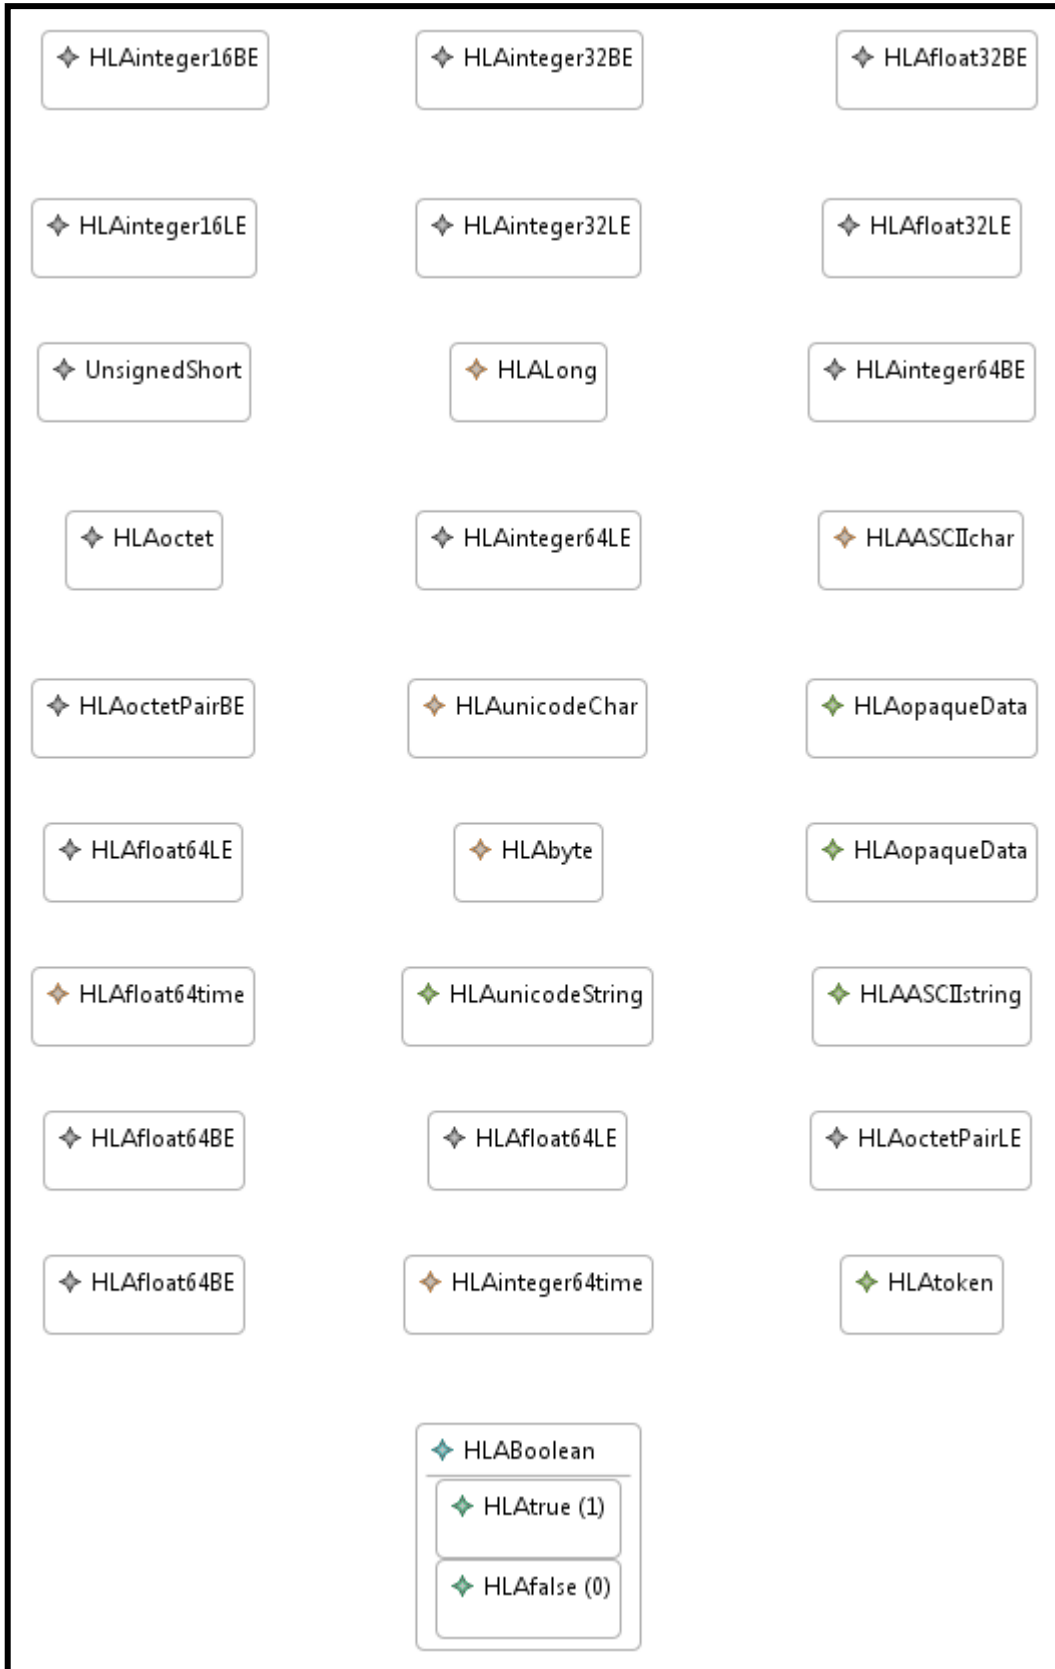 HLAinteger16BE
HLAinteger32BE
HLAfloat32BE
HLAinteger16LE
HLAinteger32LE
HLAfloat32LE
UnsignedShort
HLALong
HLAinteger64BE
HLAoctet
HLAinteger64LE
HLAASCIIchar
HLAoctetPairBE
HLAunicodeChar
HLAopaqueData
HLAfloat64LE
HLAbyte
HLAopaqueData
HLAfloat64time
HLAunicodeString
HLAASCIIstring
HLAfloat64BE
HLAfloat64LE
HLAoctetPairLE
HLAfloat64BE
HLAinteger64time
HLAtoken
HLABoolean
HLAtrue (1)
HLAfalse (0)